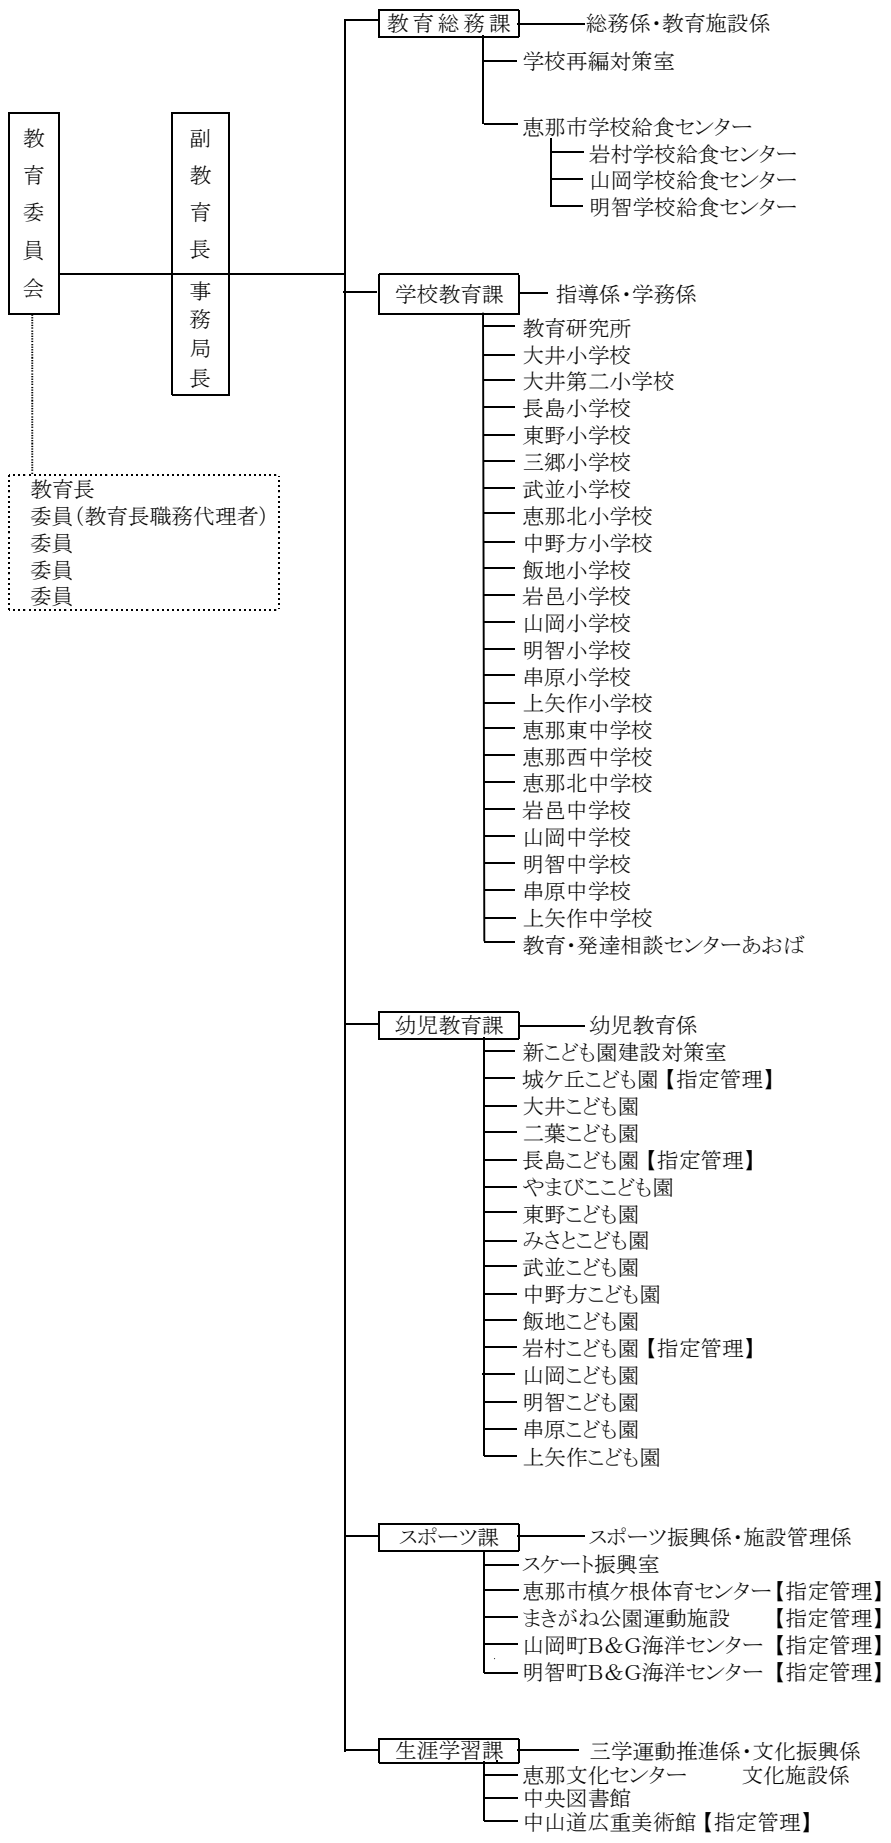 教育委員会
副教育長
事務局長
教育長
委員(教育長職務代理者)
委員
委員
委員
教育総務課 総務係・教育施設係
学校再編対策室
恵那市学校給食センター
岩村学校給食センター
山岡学校給食センター
明智学校給食センター
学校教育課 指導係・学務係
教育研究所
大井小学校
大井第二小学校
長島小学校
東野小学校
三郷小学校
武並小学校
恵那北小学校
中野方小学校
飯地小学校
岩邑小学校
山岡小学校
明智小学校
串原小学校
上矢作小学校
恵那東中学校
恵那西中学校
恵那北中学校
岩邑中学校
山岡中学校
明智中学校
串原中学校
上矢作中学校
教育・発達相談センターあおば
幼児教育課 幼児教育係
新こども園建設対策室
城ケ丘こども園【指定管理】
大井こども園
二葉こども園
長島こども園【指定管理】
やまびここども園
東野こども園
みさとこども園
武並こども園
中野方こども園
飯地こども園
岩村こども園【指定管理】
山岡こども園
明智こども園
串原こども園
上矢作こども園
スポーツ課 スポーツ振興係・施設管理係
スケート振興室
恵那市槙ケ根体育センター【指定管理】
まきがね公園運動施設 【指定管理】
山岡町B&G海洋センター 【指定管理】
明智町B&G海洋センター 【指定管理】
生涯学習課 三学運動推進係・文化振興係
恵那文化センター 文化施設係
中央図書館
中山道広重美術館【指定管理】